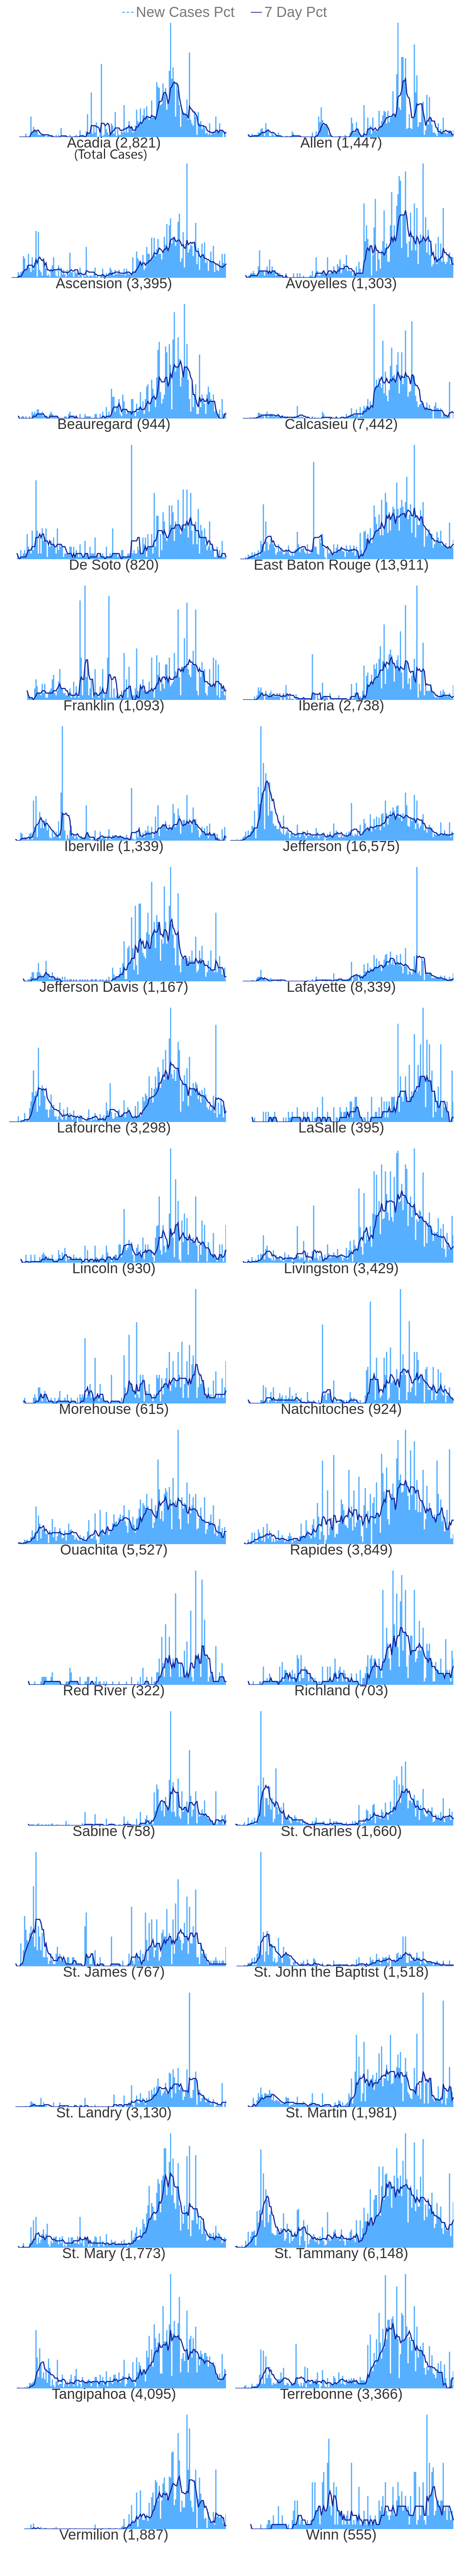 New Cases Pct 7 Day Pct
Acadia (2,821) Allen (1,447)
(Total Cases)
Ascension (3,395) Avoyelles (1,303)
Beauregard (944) Calcasieu (7,442)
De Soto (820) East Baton Rouge (13,911)
Franklin (1,093) Iberia (2,738)
Iberville (1,339) Jefferson (16,575)
Jefferson Davis (1,167) Lafayette (8,339)
Lafourche (3,298) LaSalle (395)
Lincoln (930) Livingston (3,429)
Morehouse (615) Natchitoches (924)
Ouachita (5,527) Rapides (3,849)
Red River (322) Richland (703)
Sabine (758) St. Charles (1,660)
St. James (767) St. John the Baptist (1,518)
St. Landry (3,130) St. Martin (1,981)
St. Mary (1,773) St. Tammany (6,148)
Tangipahoa (4,095) Terrebonne (3,366)
Vermilion (1,887) Winn (555)